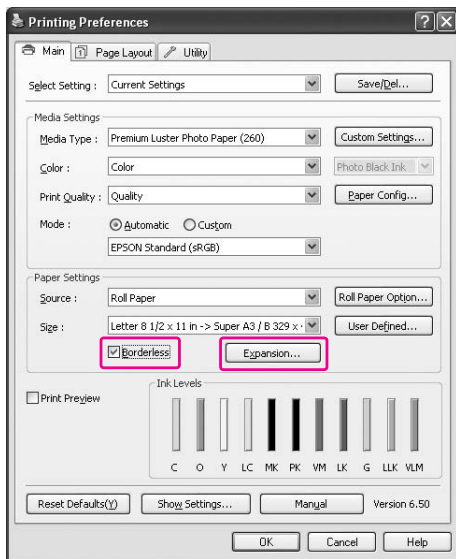 Printing Preferences
Main Page Layout Utility
Select Setting : Current Settings Save/Del...
Media Settings
Media Type : Premium Luster Photo Paper (260) Custom Settings...
Color : Color Photo Black Ink
Print Quality : Quality Paper Config...
Mode : Automatic Custom
EPSON Standard (sRGB)
Paper Settings
Source : Roll Paper Roll Paper Option...
Size : Letter 8 1/2 x 11 in -> Super A3 / B 329 x User Defined...
Borderless Expansion...
Print Preview Ink Levels
C O Y LC MK PK VM LK G LLK VLM
Reset Defaults(Y) Show Settings... Manual Version 6.50
OK Cancel Help